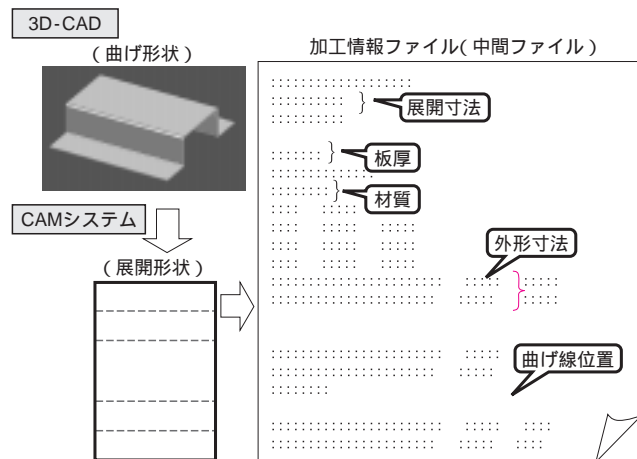 3D-CAD
(曲げ形状)
加工情報ファイル(中間ファイル)
展開寸法
板厚
材質
CAMシステム
外形寸法
(展開形状)
曲げ線位置